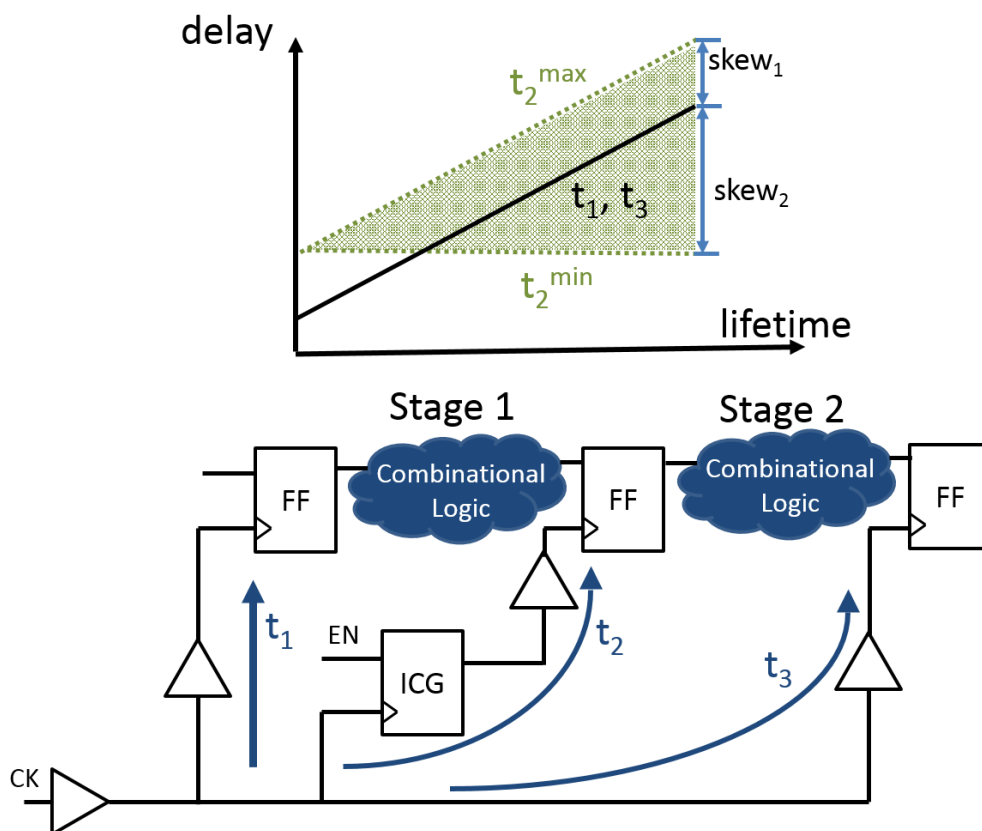 delay
skew₁
t₂ᵐᵃˣ
t₁, t₃
skew₂
t₂ᵐⁱⁿ
lifetime
Stage 1
Stage 2
FF
Combinational
Logic
FF
Combinational
Logic
FF
t₁
EN
ICG
t₂
t₃
CK